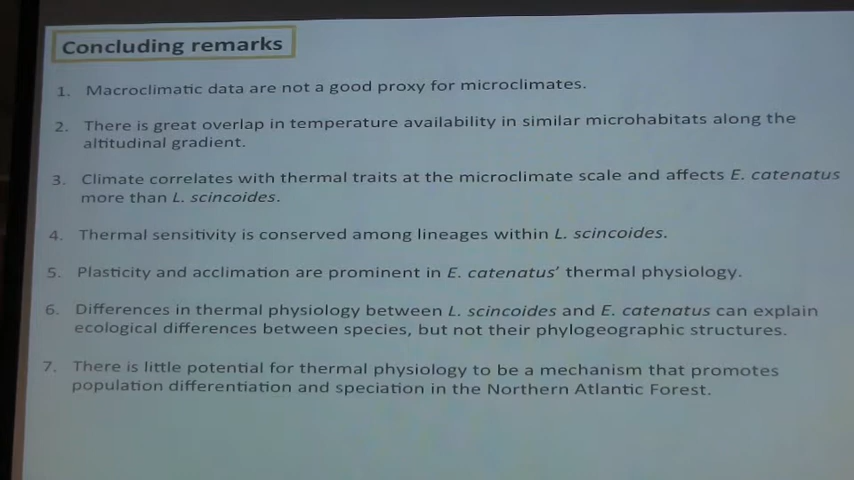 Concluding remarks
1. Macroclimatic data are not a good proxy for microclimates.
2. There is great overlap in temperature availability in similar microhabitats along the
altitudinal gradient.
3. Climate correlates with thermal traits at the microclimate scale and affects E. catenatus
more than L. scincoides.
4. Thermal sensitivity is conserved among lineages within L. scincoides.
5. Plasticity and acclimation are prominent in E. catenatus’ thermal physiology.
6. Differences in thermal physiology between L. scincoides and E. catenatus can explain
ecological differences between species, but not their phylogeographic structures.
7. There is little potential for thermal physiology to be a mechanism that promotes
population differentiation and speciation in the Northern Atlantic Forest.